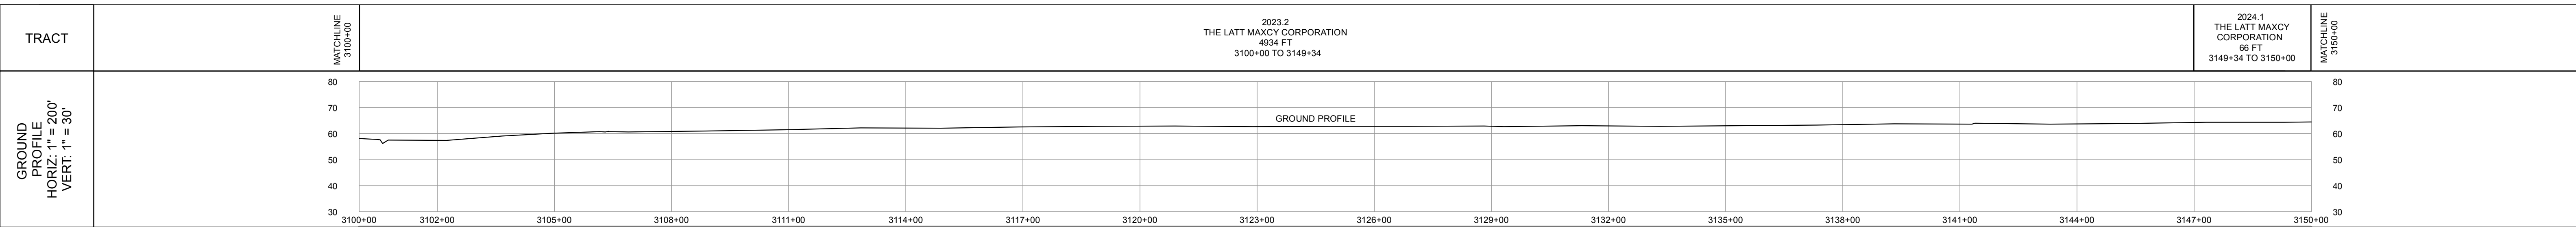 TRACT
MATCHLINE
3100+00
2023.2
THE LATT MAXCY CORPORATION
4934 FT
3100+00 TO 3149+34
2024.1
THE LATT MAXCY
CORPORATION
66 FT
3149+34 TO 3150+00
MATCHLINE
3150+00
GROUND
PROFILE
HORIZ: 1" = 200'
VERT: 1" = 30'
80
70
60
50
40
30
GROUND PROFILE
80
70
60
50
40
30
3100+00 3102+00 3105+00 3108+00 3111+00 3114+00 3117+00 3120+00 3123+00 3126+00 3129+00 3132+00 3135+00 3138+00 3141+00 3144+00 3147+00 3150+00